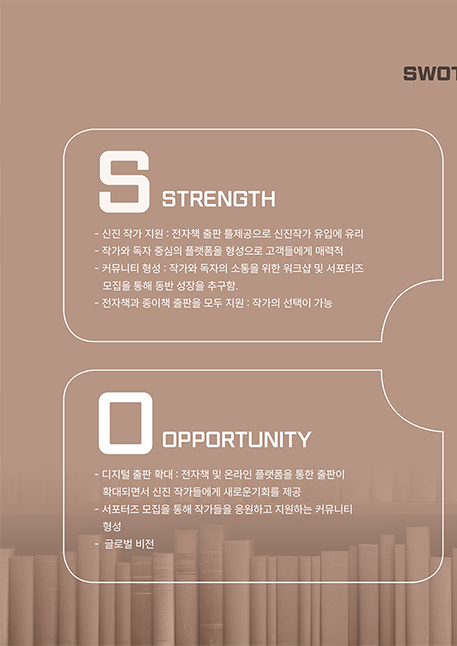 SWOT
S STRENGTH
- 신진 작가 지원 : 전자책 출판 틀제공으로 신진작가 유입에 유리
- 작가와 독자 중심의 플랫폼을 형성으로 고객들에게 매력적
- 커뮤니티 형성 : 작가와 독자의 소통을 위한 워크샵 및 서포터즈
모집을 통해 동반 성장을 추구함.
- 전자책과 종이책 출판을 모두 지원 : 작가의 선택이 가능
O OPPORTUNITY
- 디지털 출판 확대 : 전자책 및 온라인 플랫폼을 통한 출판이
확대되면서 신진 작가들에게 새로운기회를 제공
- 서포터즈 모집을 통해 작가들을 응원하고 지원하는 커뮤니티
형성
- 글로벌 비전